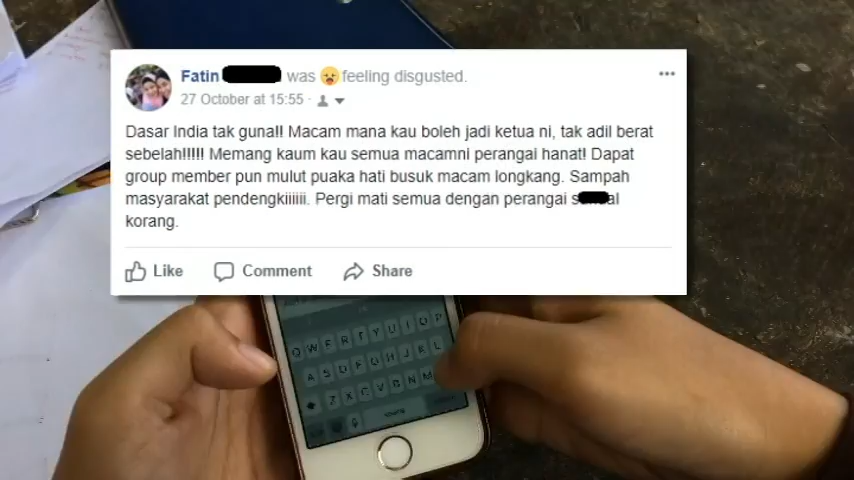 Fatin was feeling disgusted.
27 October at 15:55
Dasar India tak guna!! Macam mana kau boleh jadi ketua ni, tak adil berat
sebelah!!!!! Memang kaum kau semua macamni perangai hanat! Dapat
group member pun mulut puaka hati busuk macam longkang. Sampah
masyarakat pendengkiiiiii. Pergi mati semua dengan perangai s al
korang.
Like Comment Share
Q W E R T Y U I O P
A S D F G H J K L
Z X C V B N M